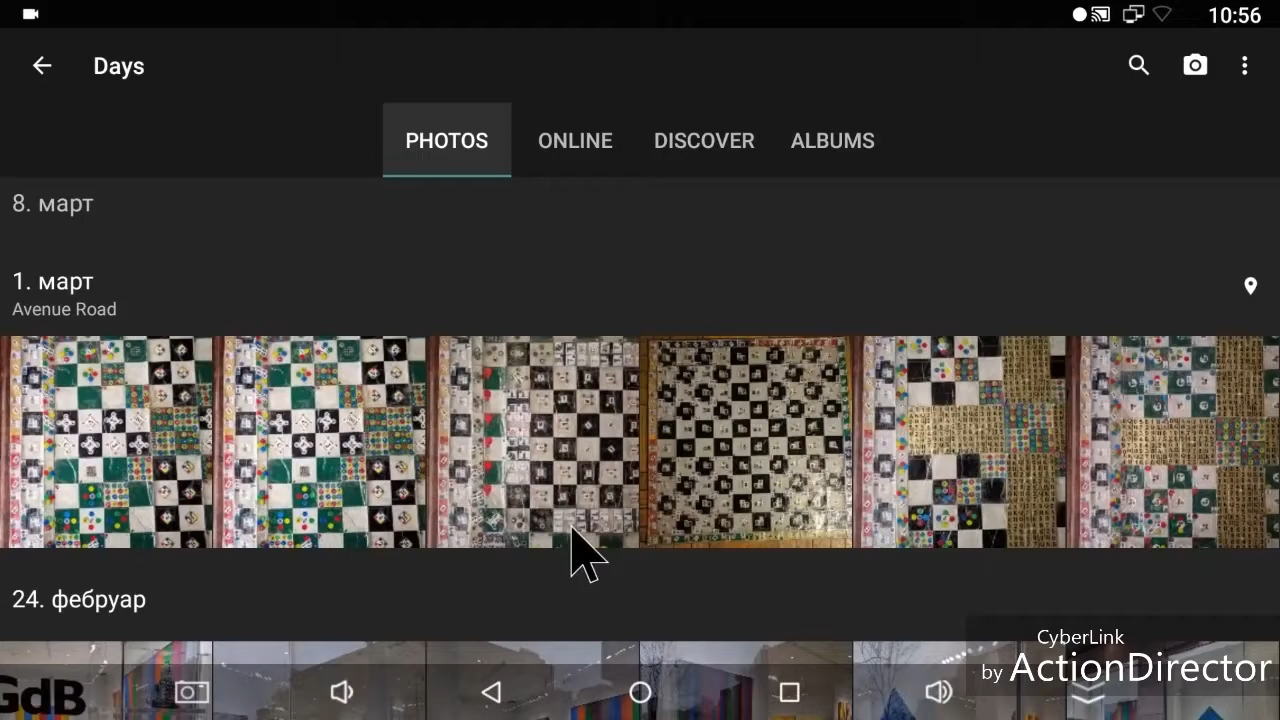 10:56
Days
PHOTOS
ONLINE
DISCOVER
ALBUMS
8. март
1. март
Avenue Road
24. фебруар
GdB
CyberLink
by ActionDirector